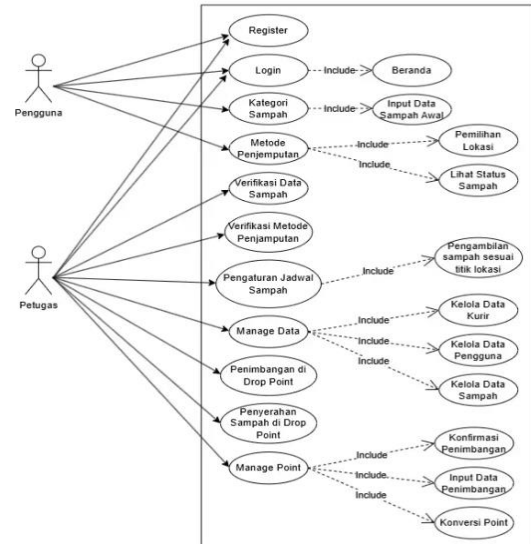 Register
Login
Include
Beranda
Pengguna
Kategori
Sampah
Include
Input Data
Sampah Awal
Metode
Penjemputan
Include
Pemilihan
Lokasi
Include
Lihat Status
Sampah
Verifikasi Data
Sampah
Verifikasi Metode
Penjamputan
Petugas
Pengaturan Jadwal
Sampah
Include
Pengambilan
sampah sesuai
titik lokasi
Manage Data
Include
Kelola Data
Kurir
Include
Kelola Data
Pengguna
Include
Kelola Data
Sampah
Penimbangan di
Drop Point
Penyerahan
Sampah di Drop
Point
Manage Point
Include
Konfirmasi
Penimbangan
Include
Input Data
Penimbangan
Include
Konversi Point